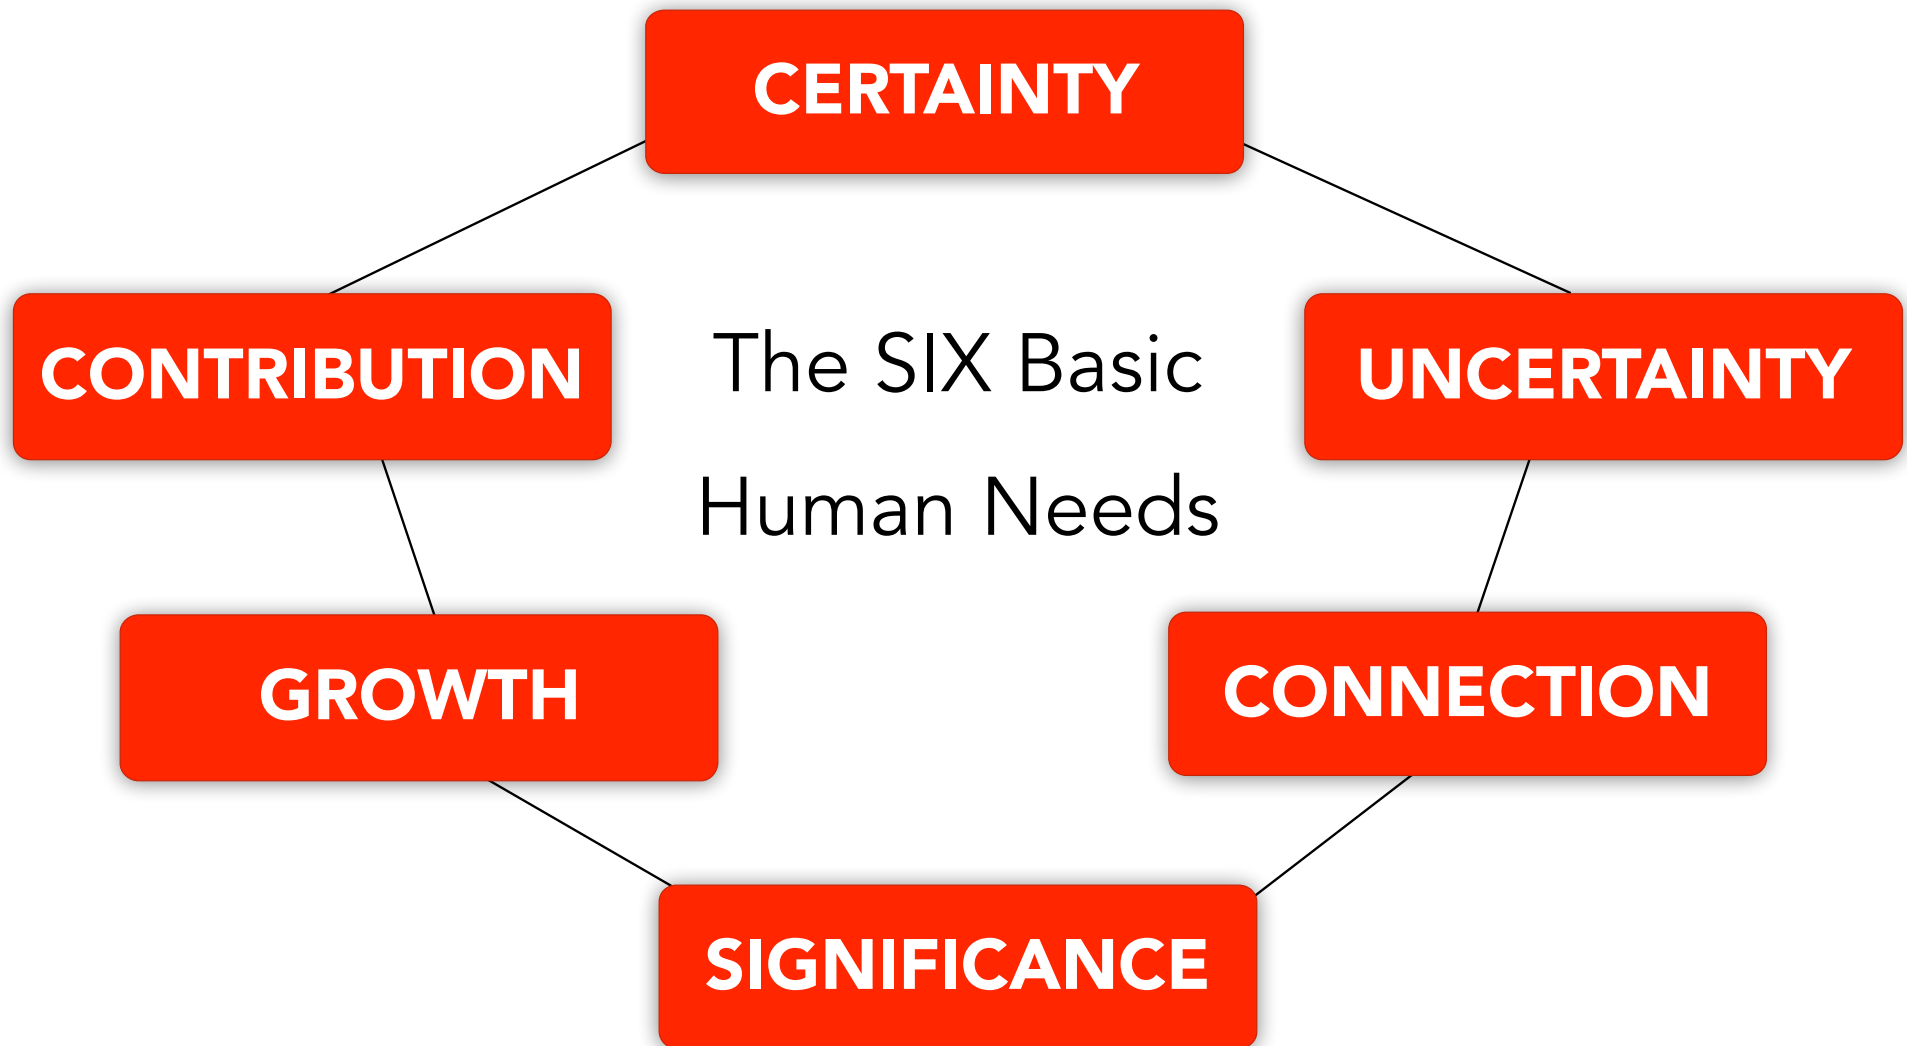 CERTAINTY
CONTRIBUTION
The SIX Basic
Human Needs
UNCERTAINTY
GROWTH
CONNECTION
SIGNIFICANCE